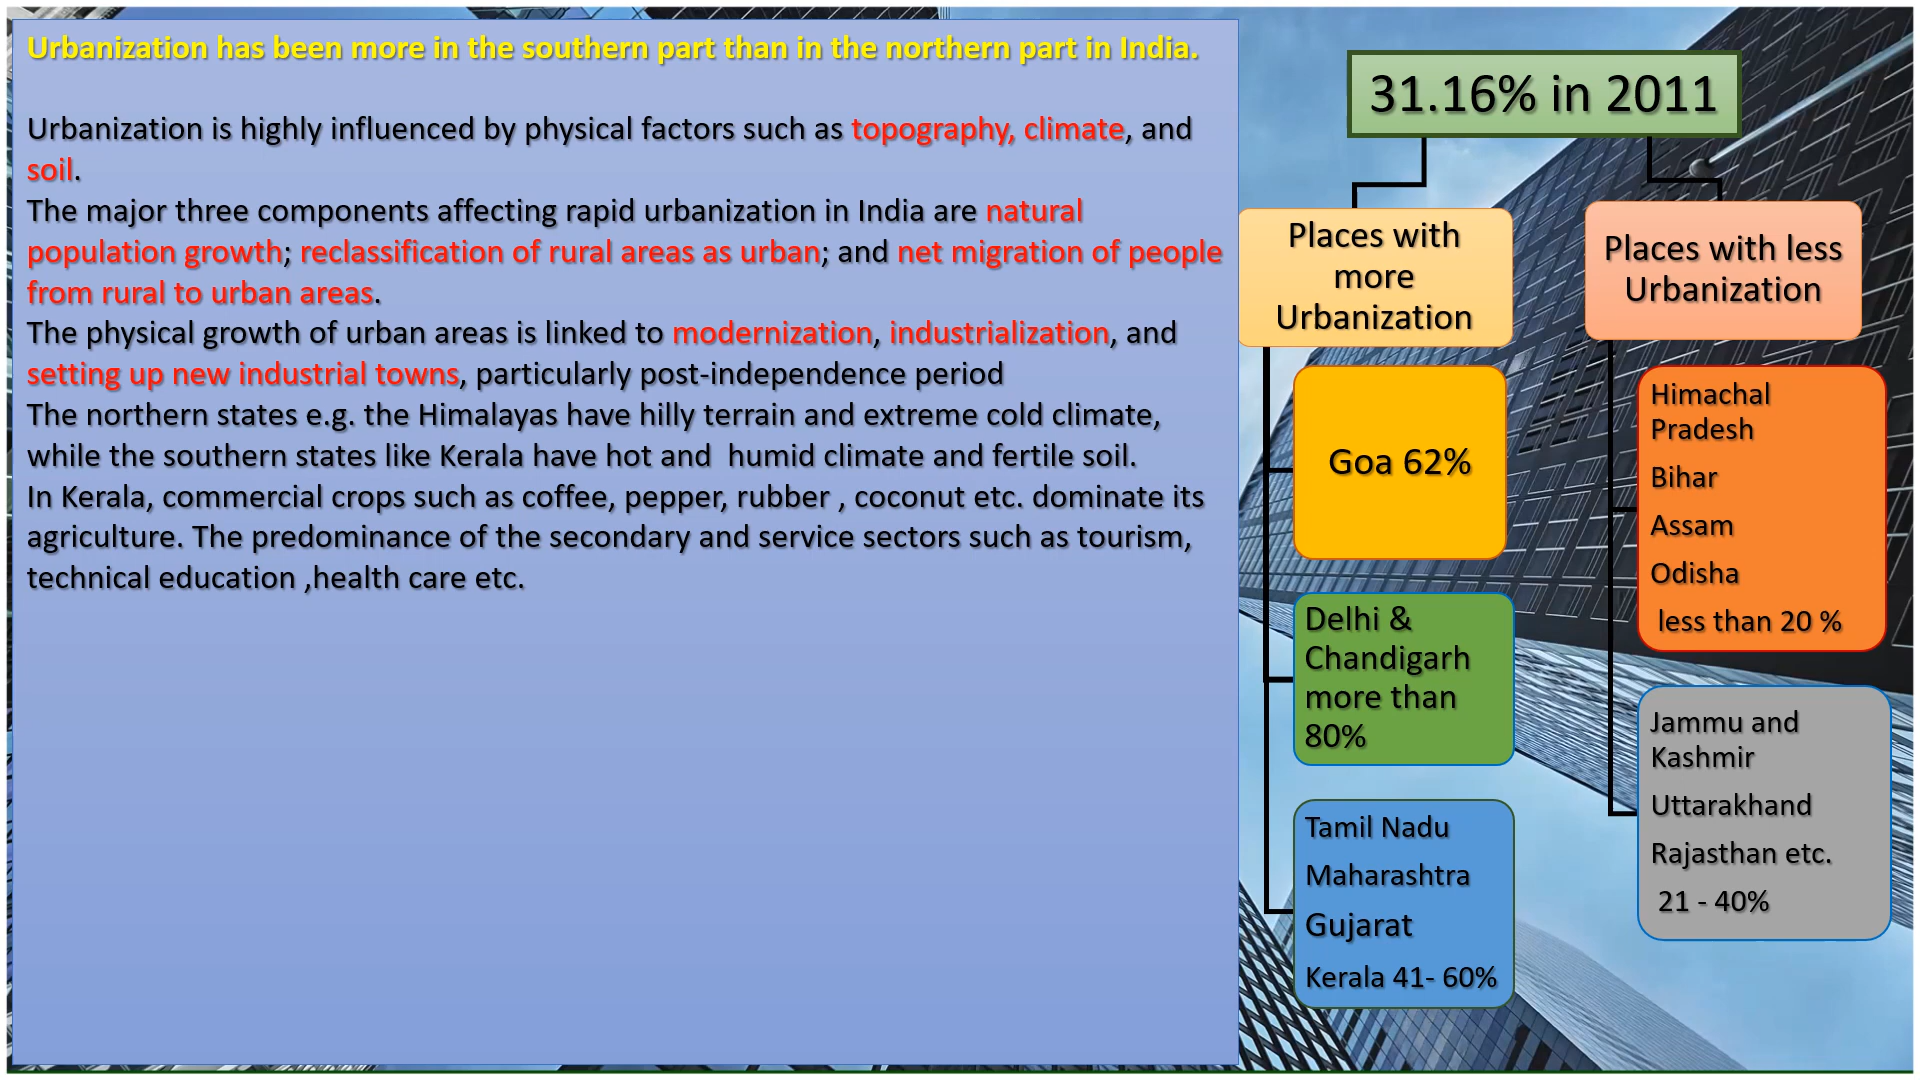 Urbanization has been more in the southern part than in the northern part in India.
Urbanization is highly influenced by physical factors such as topography, climate, and
soil.
The major three components affecting rapid urbanization in India are natural
population growth; reclassification of rural areas as urban; and net migration of people
from rural to urban areas.
The physical growth of urban areas is linked to modernization, industrialization, and
setting up new industrial towns, particularly post-independence period
The northern states e.g. the Himalayas have hilly terrain and extreme cold climate,
while the southern states like Kerala have hot and  humid climate and fertile soil.
In Kerala, commercial crops such as coffee, pepper, rubber , coconut etc. dominate its
agriculture. The predominance of the secondary and service sectors such as tourism,
technical education ,health care etc.
31.16% in 2011
Places with
more
Urbanization
Goa 62%
Delhi &
Chandigarh
more than
80%
Tamil Nadu
Maharashtra
Gujarat
Kerala 41- 60%
Places with less
Urbanization
Himachal
Pradesh
Bihar
Assam
Odisha
less than 20 %
Jammu and
Kashmir
Uttarakhand
Rajasthan etc.
21 - 40%